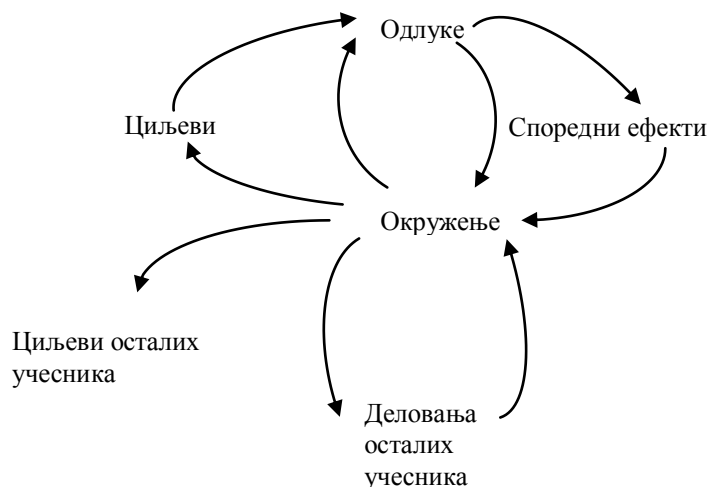 Одлуке
Циљеви
Споредни ефекти
Окружење
Циљеви осталих
учесника
Деловања
осталих
учесника